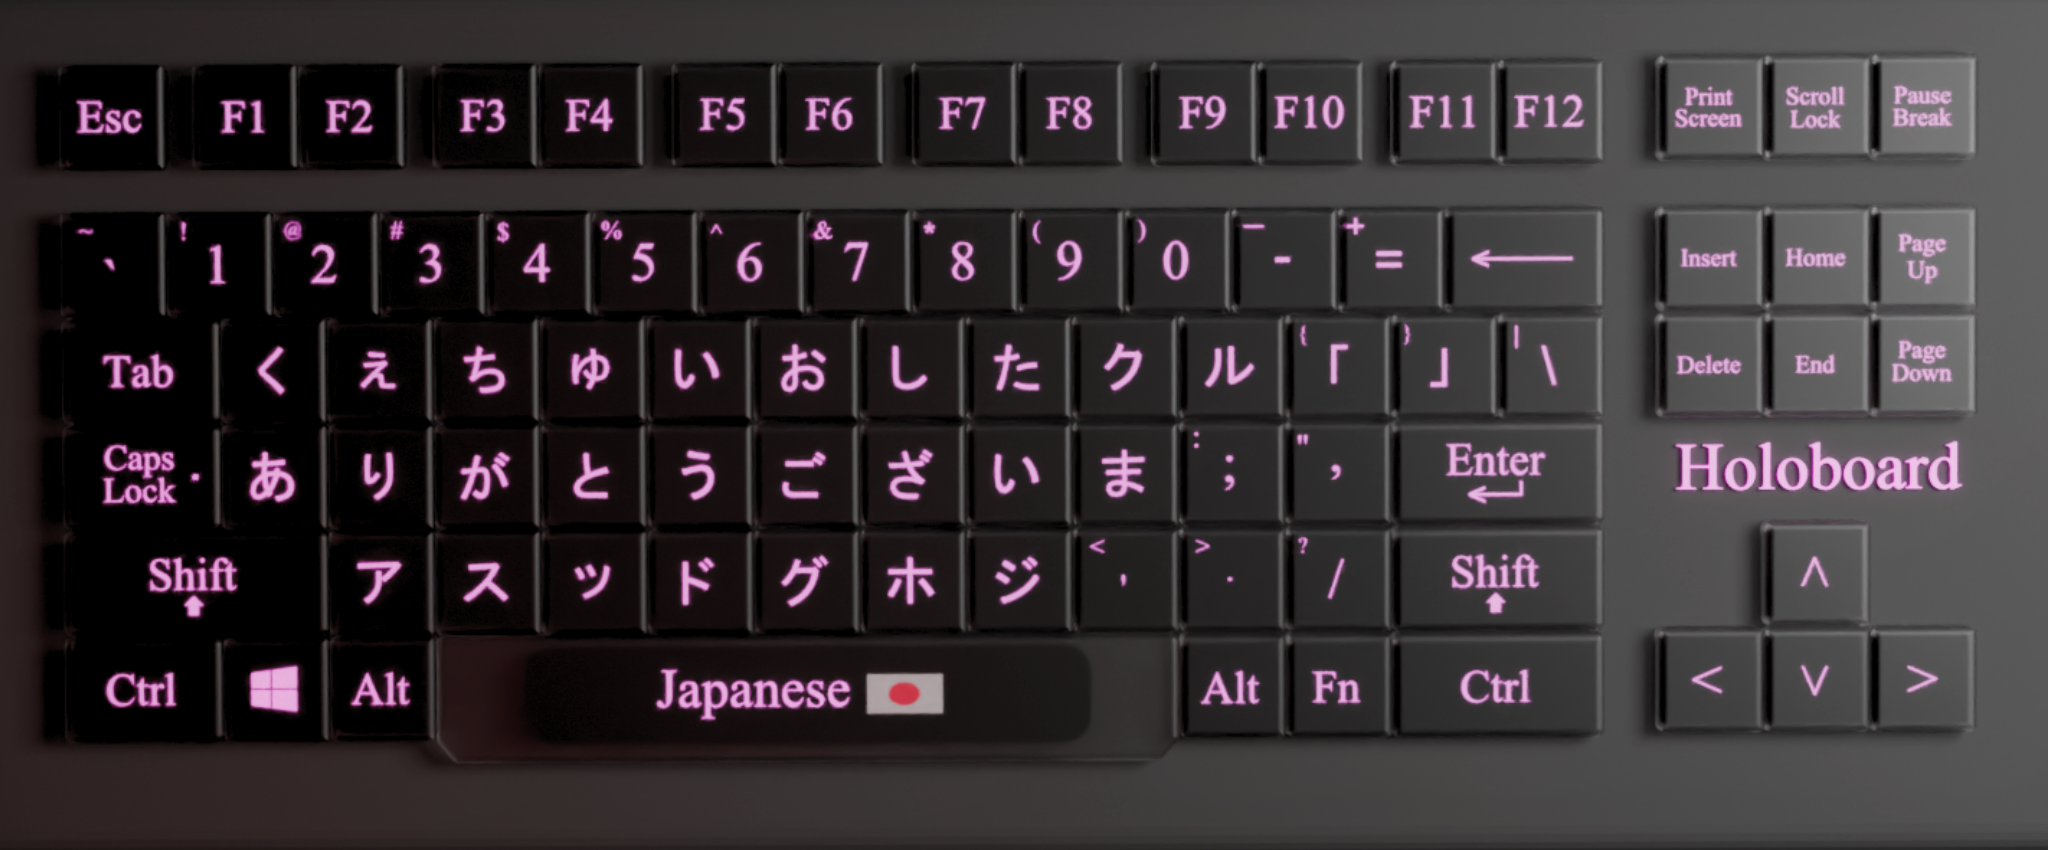 Esc F1 F2 F3 F4 F5 F6 F7 F8 F9 F10 F11 F12 Print Screen Scroll Lock Pause Break
~ ` ! 1 @ 2 # 3 $ 4 % 5 ^ 6 & 7 * 8 ( 9 ) 0 _ - + = ← Insert Home Page Up
Tab く ぇ ち ゅ い お し た ク ル { 「 } 」 | \ Delete End Page Down
Caps Lock あ り が と う ご ざ い ま : ; " , Enter
Holoboard
Shift ア ス ッ ド グ ホ ジ < , > . ? / Shift ∧
Ctrl Alt Japanese Alt Fn Ctrl < ∨ >